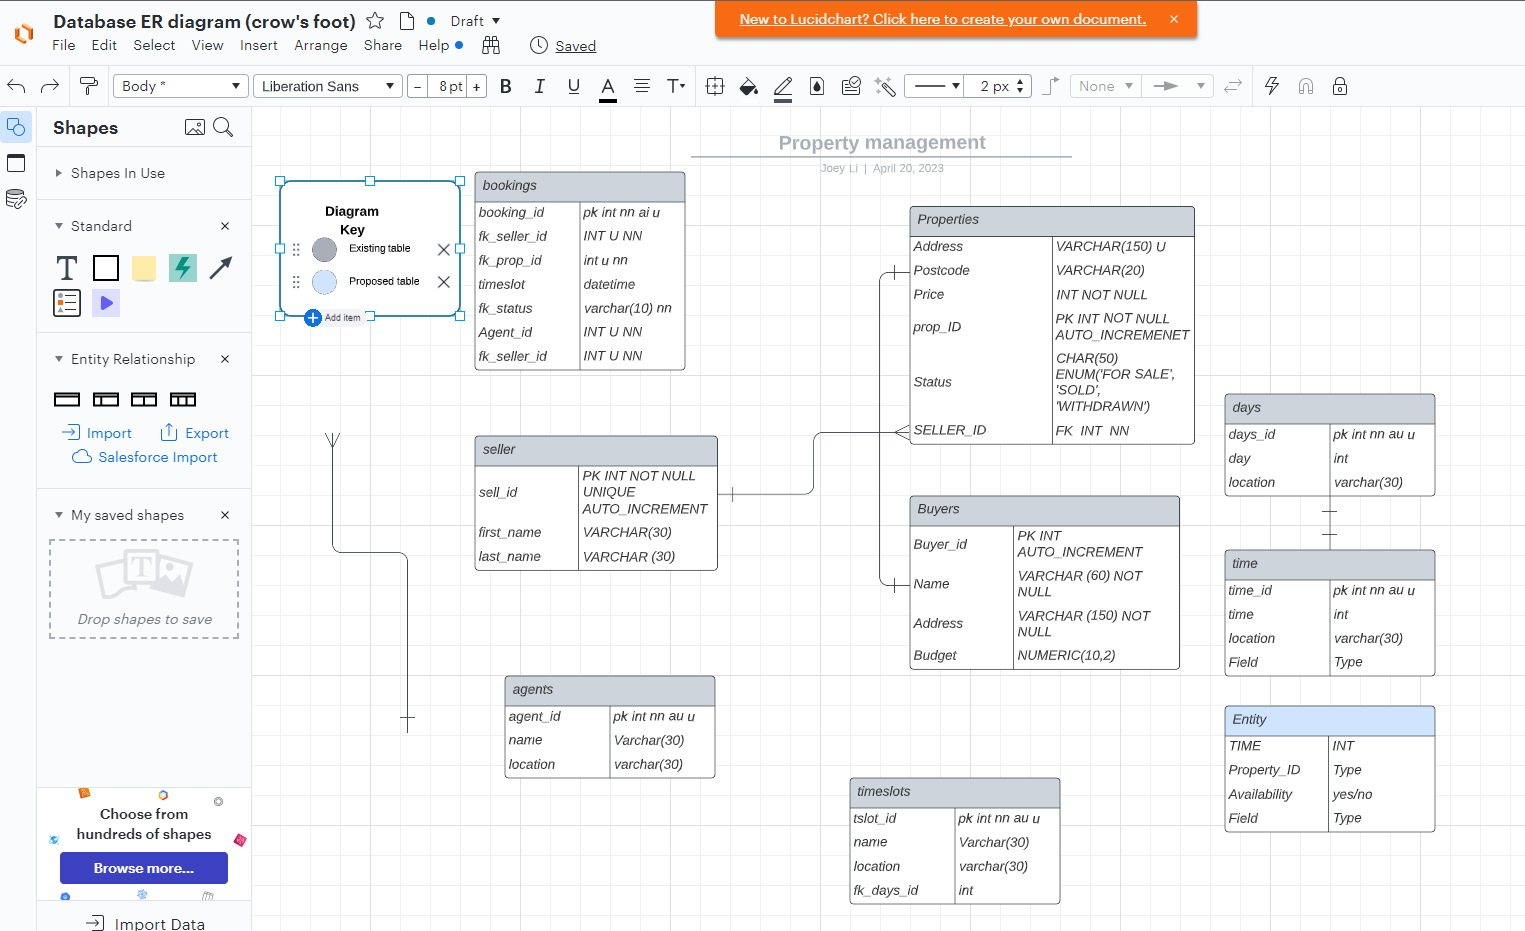 Database ER diagram (crow's foot)
Draft
New to Lucidchart? Click here to create your own document.
File Edit Select View Insert Arrange Share Help
Saved
Body *
Liberation Sans
− 8 pt +
B I U A T
2 px
None
Shapes
Shapes In Use
Standard
T
Entity Relationship
Import
Export
Salesforce Import
My saved shapes
T
Drop shapes to save
Choose from
hundreds of shapes
Browse more...
Import Data
Property management
Joey Li | April 20, 2023
Diagram
Key
Existing table
Proposed table
Add item
bookings
booking_id pk int nn ai u
fk_seller_id INT U NN
fk_prop_id int u nn
timeslot datetime
fk_status varchar(10) nn
Agent_id INT U NN
fk_seller_id INT U NN
seller
sell_id PK INT NOT NULL
UNIQUE
AUTO_INCREMENT
first_name VARCHAR(30)
last_name VARCHAR (30)
agents
agent_id pk int nn au u
name Varchar(30)
location varchar(30)
Properties
Address VARCHAR(150) U
Postcode VARCHAR(20)
Price INT NOT NULL
prop_ID PK INT NOT NULL
AUTO_INCREMENET
Status CHAR(50)
ENUM('FOR SALE',
'SOLD',
'WITHDRAWN')
SELLER_ID FK INT NN
Buyers
Buyer_id PK INT
AUTO_INCREMENT
Name VARCHAR (60) NOT
NULL
Address VARCHAR (150) NOT
NULL
Budget NUMERIC(10,2)
timeslots
tslot_id pk int nn au u
name Varchar(30)
location varchar(30)
fk_days_id int
days
days_id pk int nn au u
day int
location varchar(30)
time
time_id pk int nn au u
time int
location varchar(30)
Field Type
Entity
TIME INT
Property_ID Type
Availability yes/no
Field Type